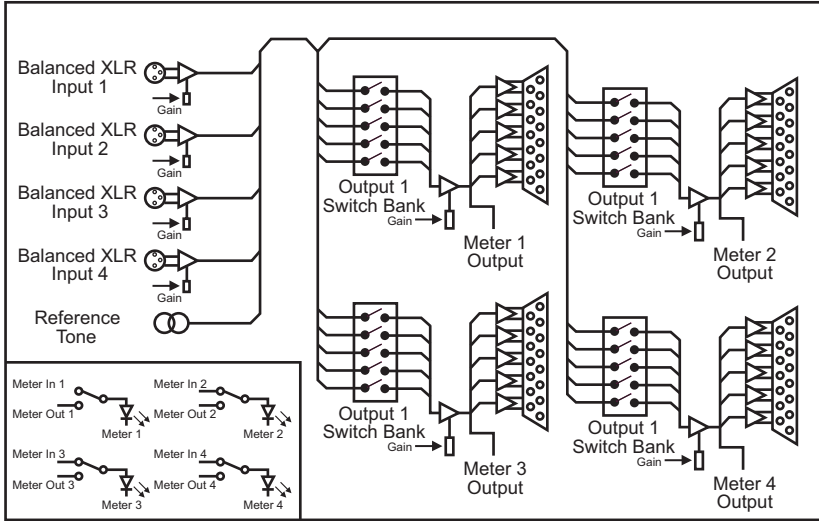 Balanced XLR
Input 1
Gain
Balanced XLR
Input 2
Gain
Balanced XLR
Input 3
Gain
Balanced XLR
Input 4
Gain
Reference
Tone
Output 1
Switch Bank
Gain
Meter 1
Output
Output 1
Switch Bank
Gain
Meter 2
Output
Output 1
Switch Bank
Gain
Meter 3
Output
Output 1
Switch Bank
Gain
Meter 4
Output
Meter In 1
Meter Out 1
Meter 1
Meter In 2
Meter Out 2
Meter 2
Meter In 3
Meter Out 3
Meter 3
Meter In 4
Meter Out 4
Meter 4